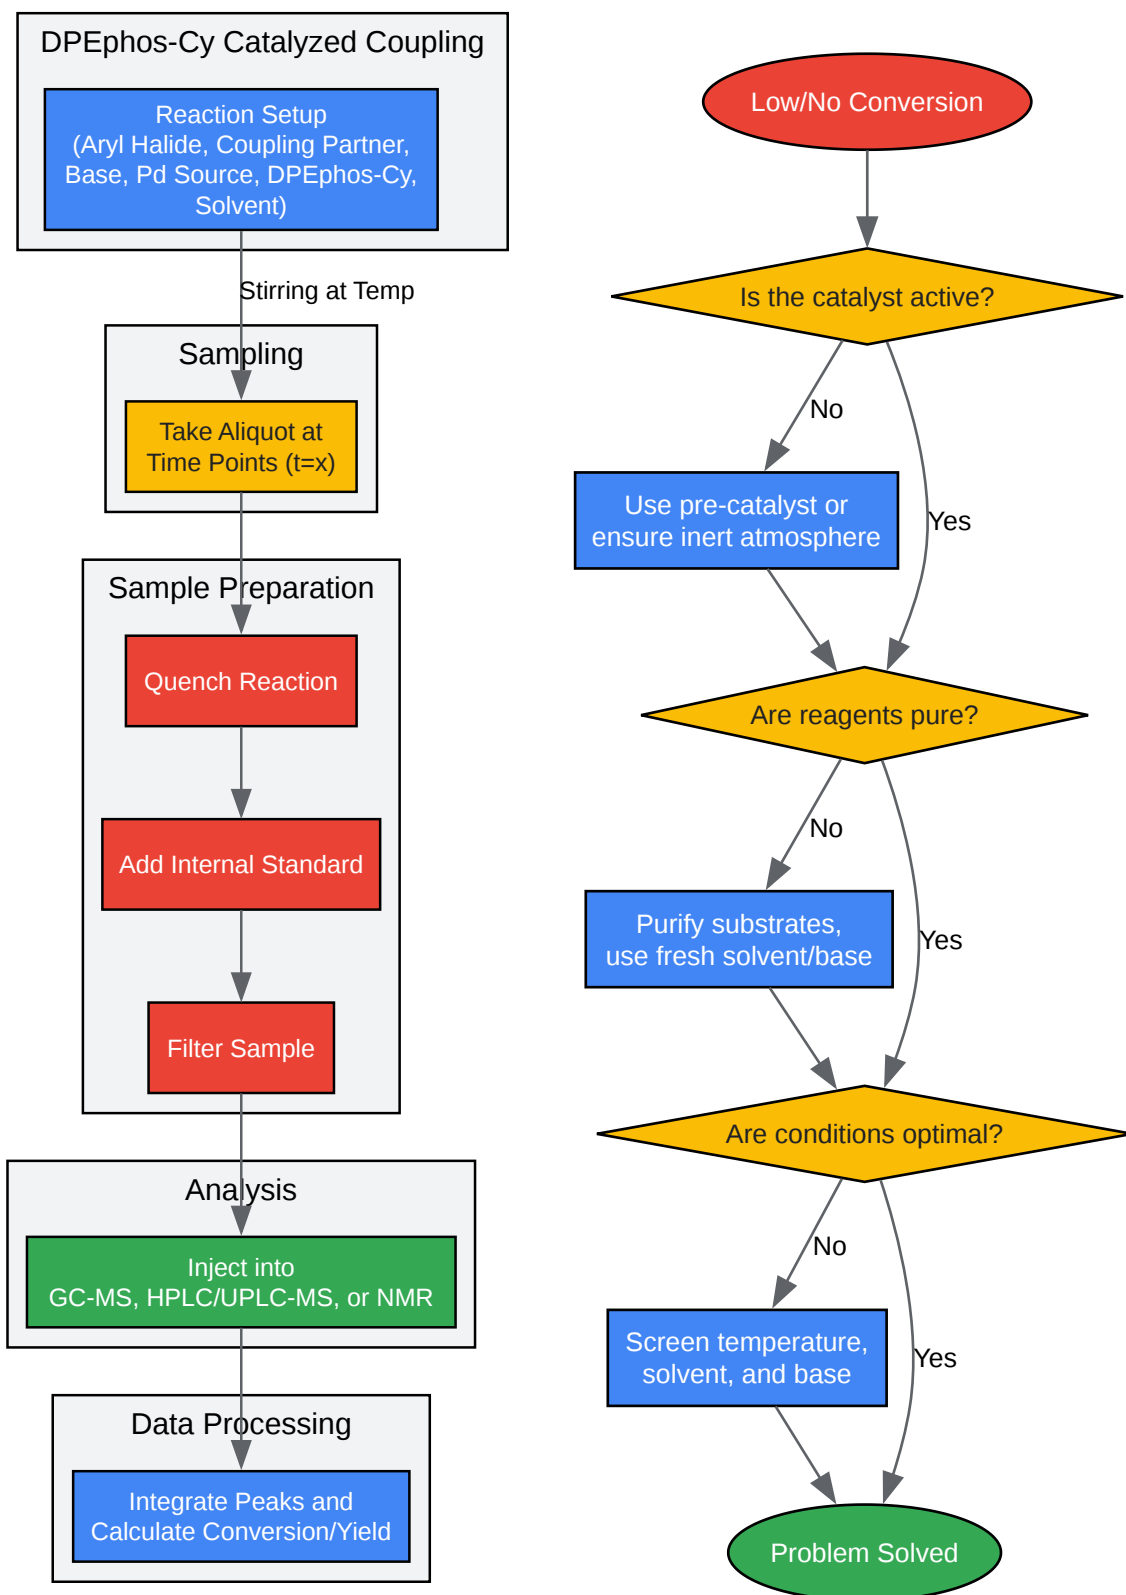 DPEphos-Cy Catalyzed Coupling
Reaction Setup
(Aryl Halide, Coupling Partner,
Base, Pd Source, DPEphos-Cy,
Solvent)
Stirring at Temp
Sampling
Take Aliquot at
Time Points (t=x)
Sample Preparation
Quench Reaction
Add Internal Standard
Filter Sample
Analysis
Inject into
GC-MS, HPLC/UPLC-MS, or NMR
Data Processing
Integrate Peaks and
Calculate Conversion/Yield
Low/No Conversion
Is the catalyst active?
No
Yes
Use pre-catalyst or
ensure inert atmosphere
Are reagents pure?
No
Yes
Purify substrates,
use fresh solvent/base
Are conditions optimal?
No
Yes
Screen temperature,
solvent, and base
Problem Solved